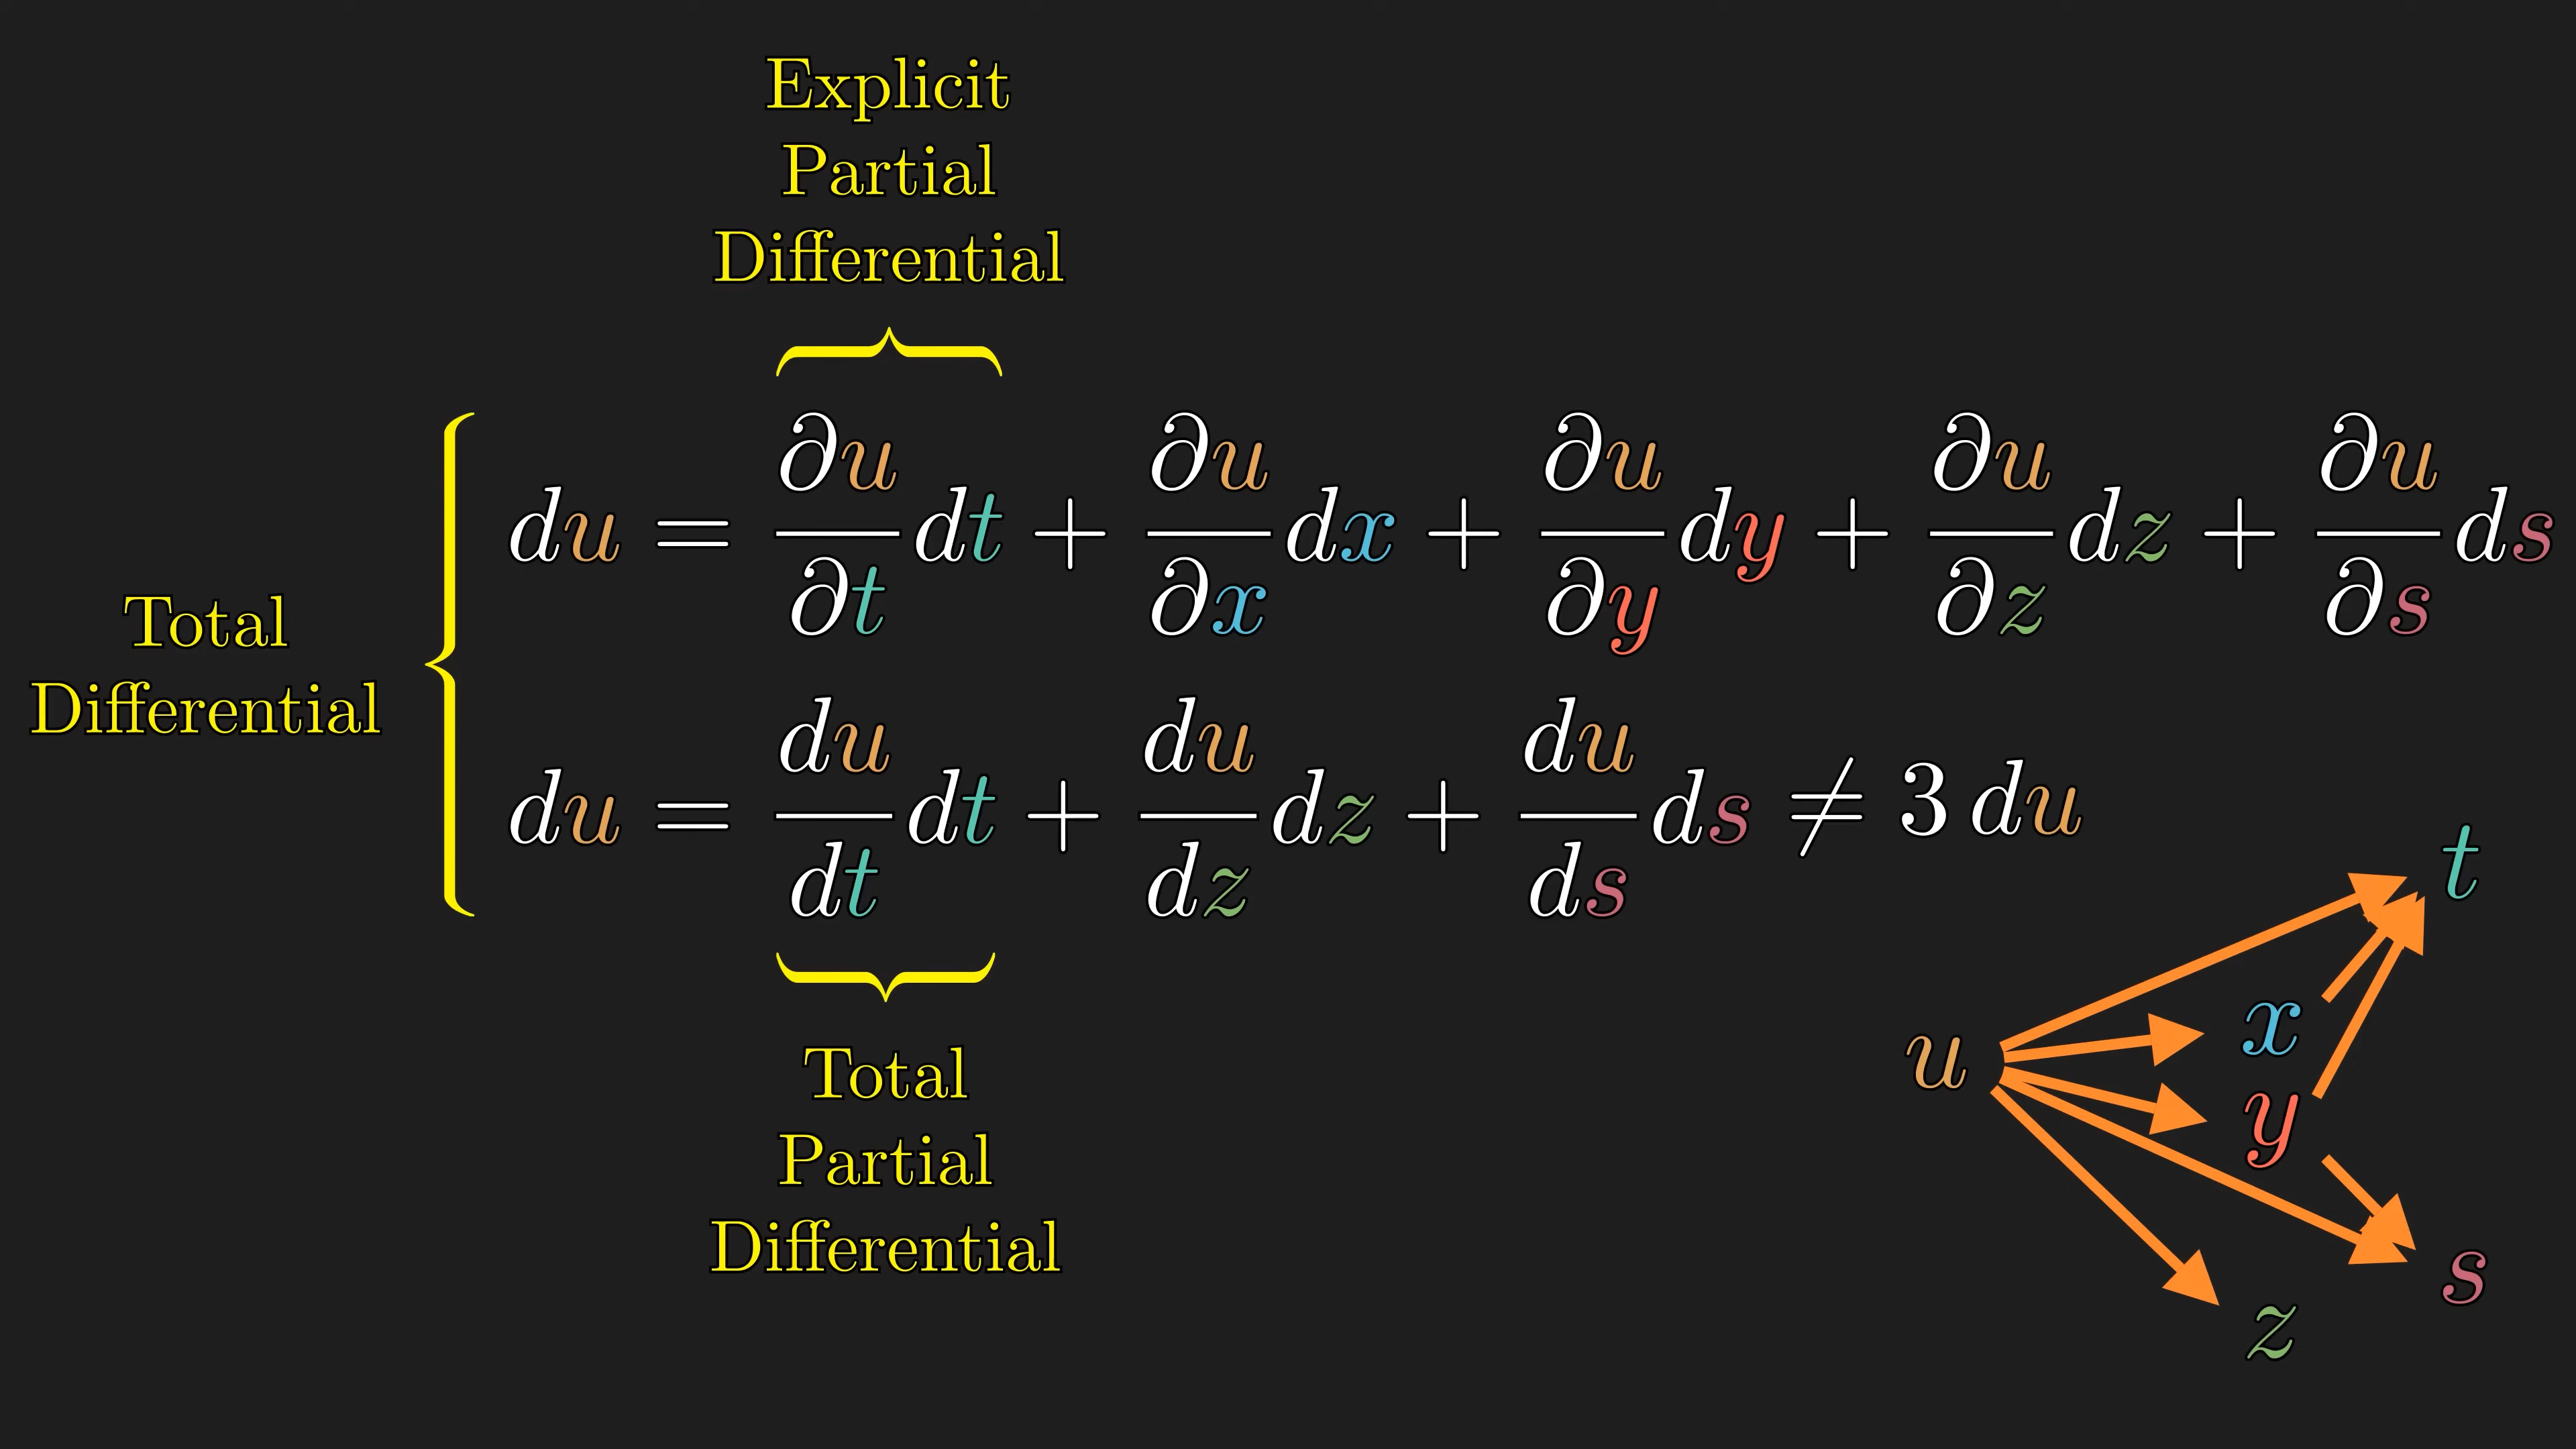 Explicit
Partial
Differential
du = ∂u/∂t dt + ∂u/∂x dx + ∂u/∂y dy + ∂u/∂z dz + ∂u/∂s ds
Total
Differential
du = du/dt dt + du/dz dz + du/ds ds ≠ 3 du
Total
Partial
Differential
t
x
u
y
s
z